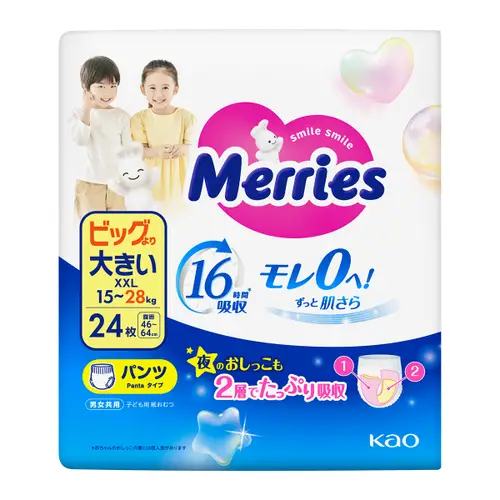 smile smile
Merries
ビッグより
大きい
XXL
15~28kg
24枚
腹囲
46~
64cm
パンツ
Pants タイプ
男女共用 子ども用 紙おむつ
16時間*
吸収
モレ0へ!
ずっと肌さら
夜のおしっこも
2層でたっぷり吸収
1
2
Kao